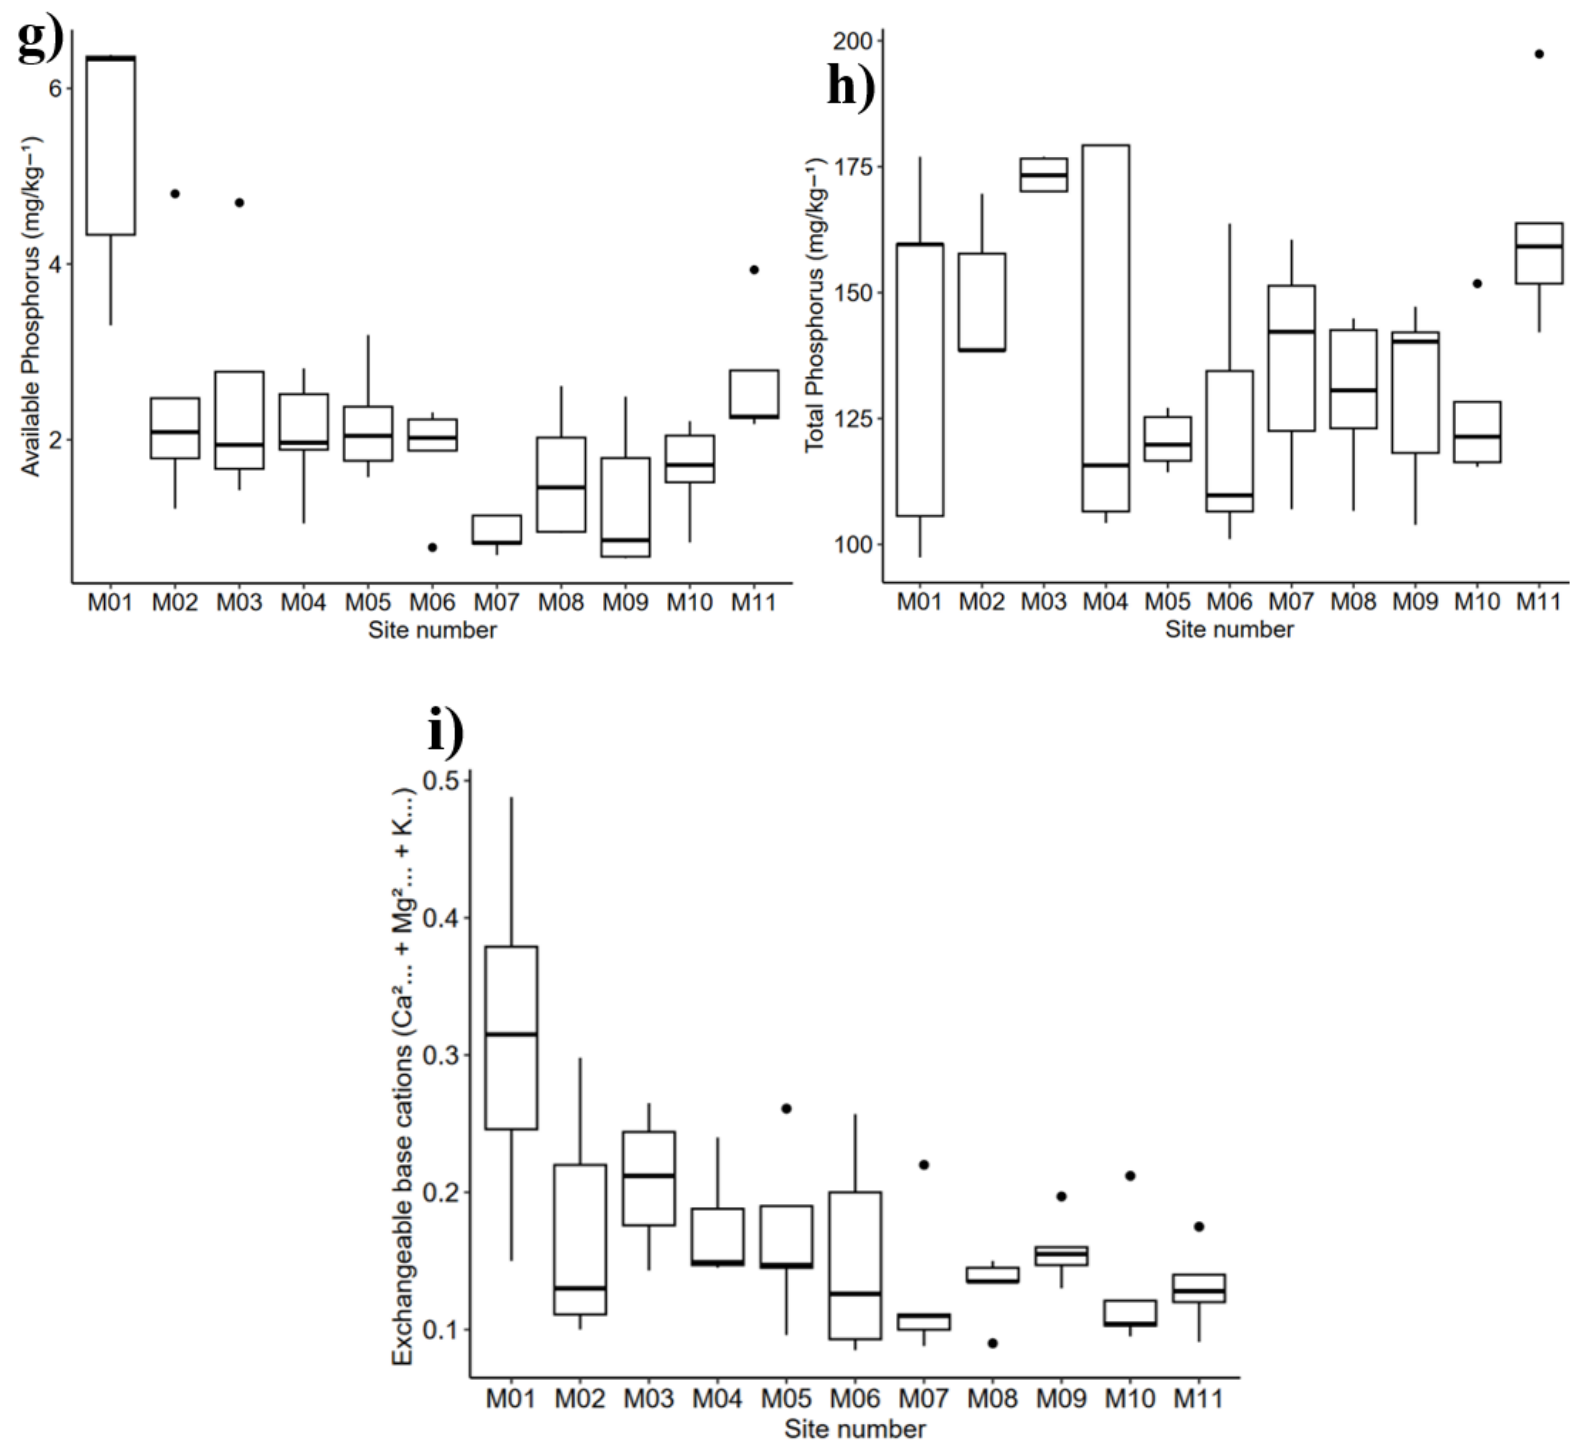 g)
Available Phosphorus (mg/kg−¹)
6
4
2
M01 M02 M03 M04 M05 M06 M07 M08 M09 M10 M11
Site number
h)
Total Phosphorus (mg/kg−¹)
200
175
150
125
100
M01 M02 M03 M04 M05 M06 M07 M08 M09 M10 M11
Site number
i)
Exchangeable base cations (Ca²... + Mg²... + K...)
0.5
0.4
0.3
0.2
0.1
M01 M02 M03 M04 M05 M06 M07 M08 M09 M10 M11
Site number